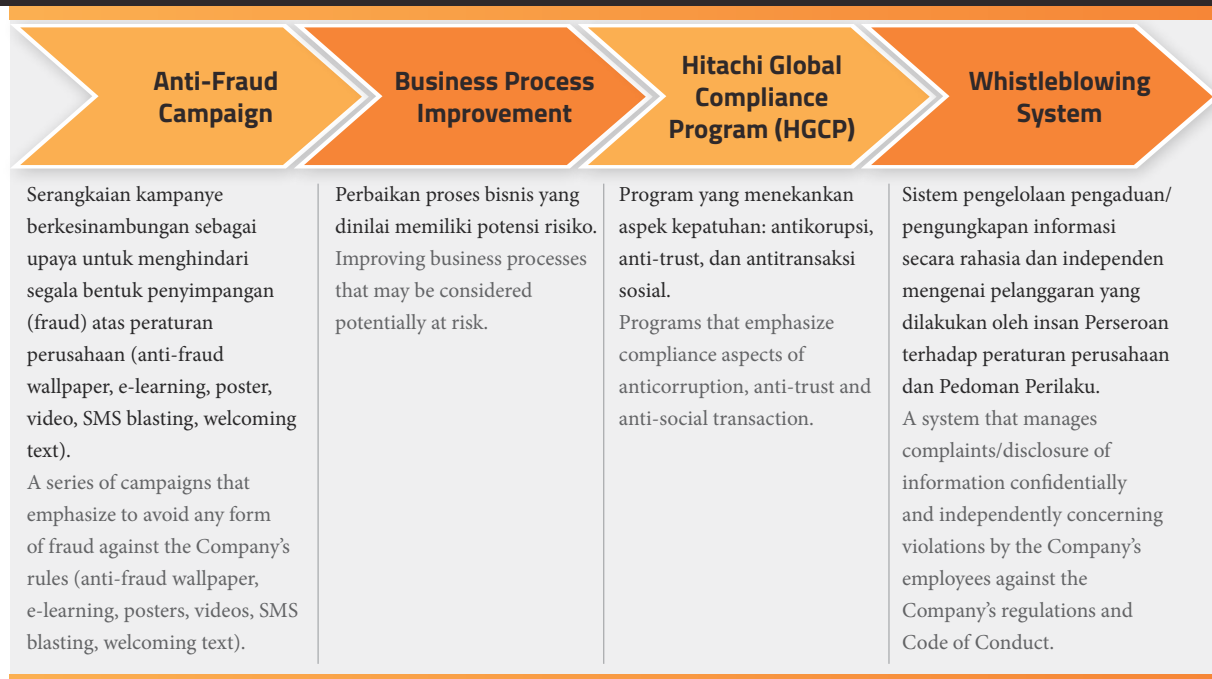 Anti-Fraud
Campaign
Business Process
Improvement
Hitachi Global
Compliance
Program (HGCP)
Whistleblowing
System
Serangkaian kampanye
berkesinambungan sebagai
upaya untuk menghindari
segala bentuk penyimpangan
(fraud) atas peraturan
perusahaan (anti-fraud
wallpaper, e-learning, poster,
video, SMS blasting, welcoming
text).
A series of campaigns that
emphasize to avoid any form
of fraud against the Company’s
rules (anti-fraud wallpaper,
e-learning, posters, videos, SMS
blasting, welcoming text).
Perbaikan proses bisnis yang
dinilai memiliki potensi risiko.
Improving business processes
that may be considered
potentially at risk.
Program yang menekankan
aspek kepatuhan: antikorupsi,
anti-trust, dan antitransaksi
sosial.
Programs that emphasize
compliance aspects of
anticorruption, anti-trust and
anti-social transaction.
Sistem pengelolaan pengaduan/
pengungkapan informasi
secara rahasia dan independen
mengenai pelanggaran yang
dilakukan oleh insan Perseroan
terhadap peraturan perusahaan
dan Pedoman Perilaku.
A system that manages
complaints/disclosure of
information confidentially
and independently concerning
violations by the Company’s
employees against the
Company’s regulations and
Code of Conduct.